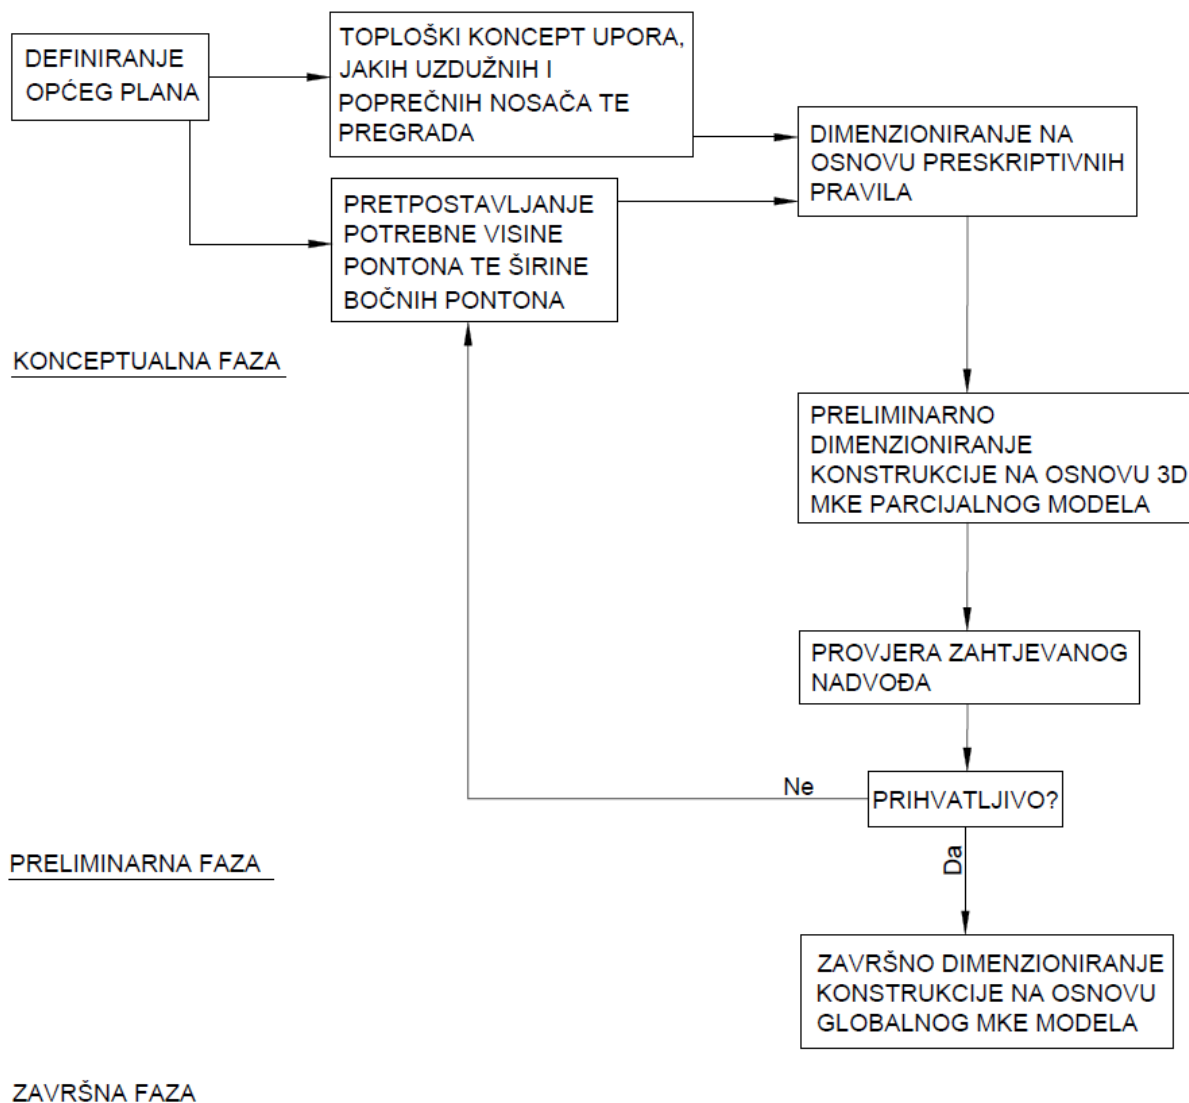 DEFINIRANJE
OPĆEG PLANA
TOPLOŠKI KONCEPT UPORA,
JAKIH UZDUŽNIH I
POPREČNIH NOSAČA TE
PREGRADA
PRETPOSTAVLJANJE
POTREBNE VISINE
PONTONA TE ŠIRINE
BOČNIH PONTONA
DIMENZIONIRANJE NA
OSNOVU PRESKRIPTIVNIH
PRAVILA
KONCEPTUALNA FAZA
PRELIMINARNO
DIMENZIONIRANJE
KONSTRUKCIJE NA OSNOVU 3D
MKE PARCIJALNOG MODELA
PROVJERA ZAHTJEVANOG
NADVOĐA
Ne
PRIHVATLJIVO?
Da
PRELIMINARNA FAZA
ZAVRŠNO DIMENZIONIRANJE
KONSTRUKCIJE NA OSNOVU
GLOBALNOG MKE MODELA
ZAVRŠNA FAZA